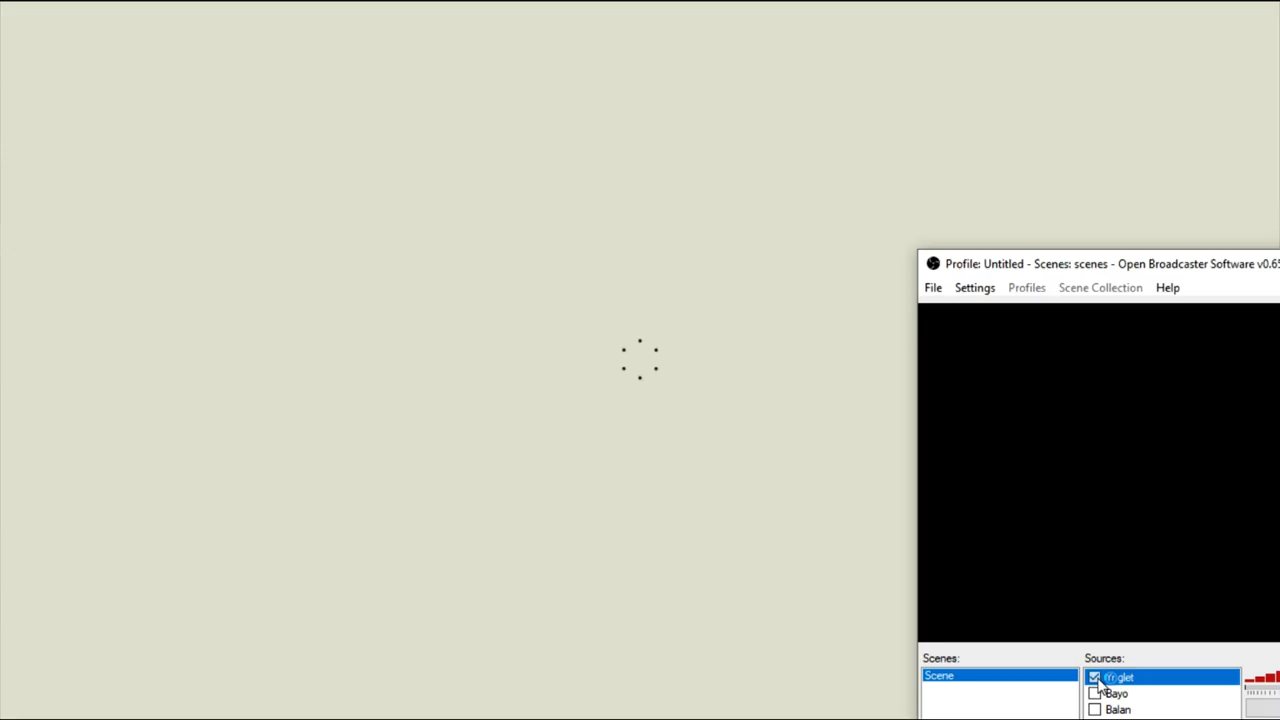 Profile: Untitled - Scenes: scenes - Open Broadcaster Software v0.65
File Settings Profiles Scene Collection Help
Scenes: Sources:
Scene
Bayo
Balan